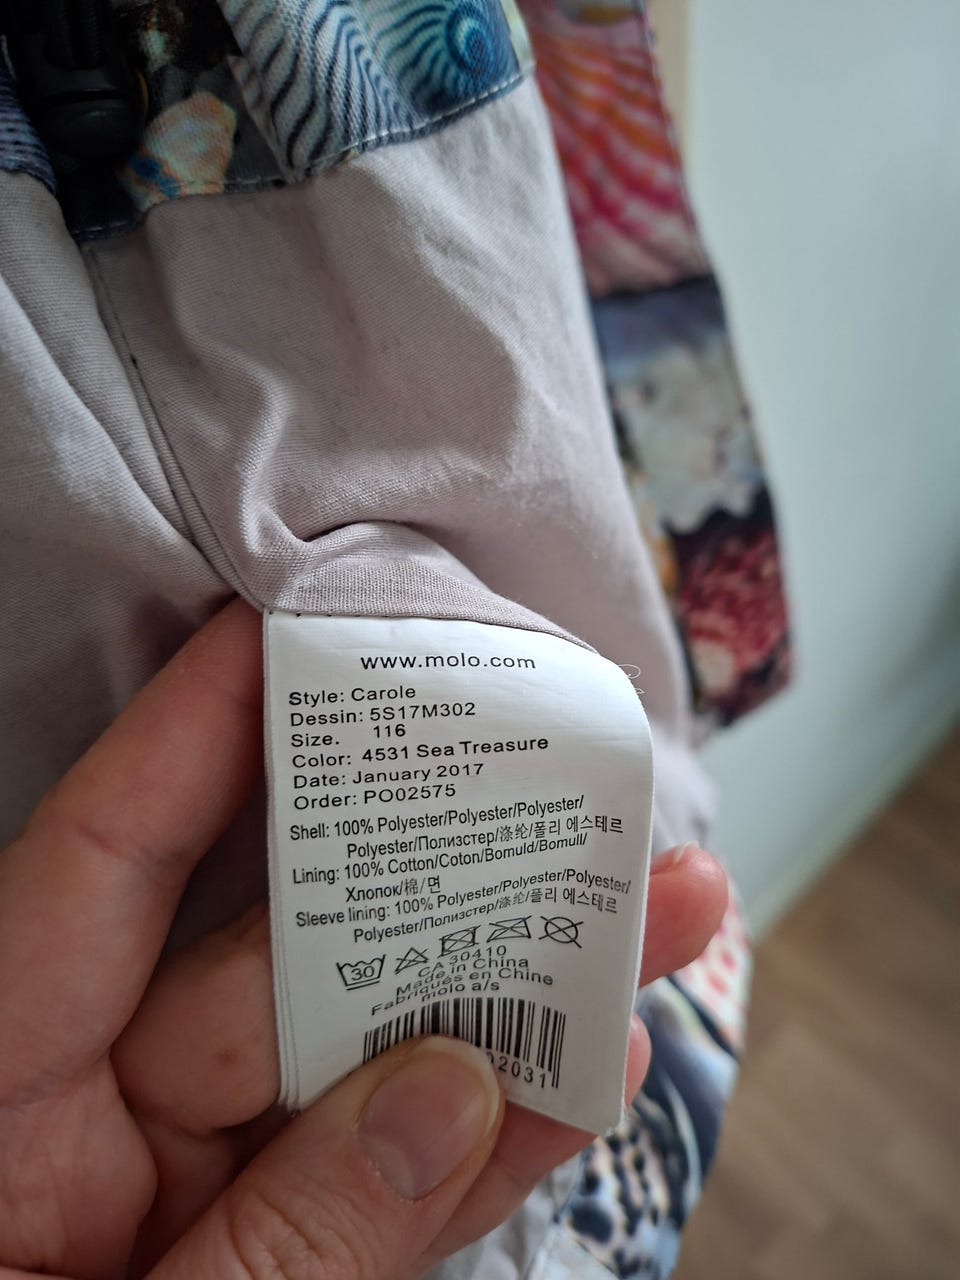 www.molo.com
Style: Carole
Dessin: 5S17M302
Size. 116
Color: 4531 Sea Treasure
Date: January 2017
Order: PO02575
Shell: 100% Polyester/Polyester/Polyester/
Polyester/Полиэстер/涤纶/폴리 에스테르
Lining: 100% Cotton/Coton/Bomuld/Bomull/
Хлопок/棉/면
Sleeve lining: 100% Polyester/Polyester/Polyester/
Polyester/Полиэстер/涤纶/폴리 에스테르
30
CA 30410
Made in China
Fabriqués en Chine
molo a/s
2031